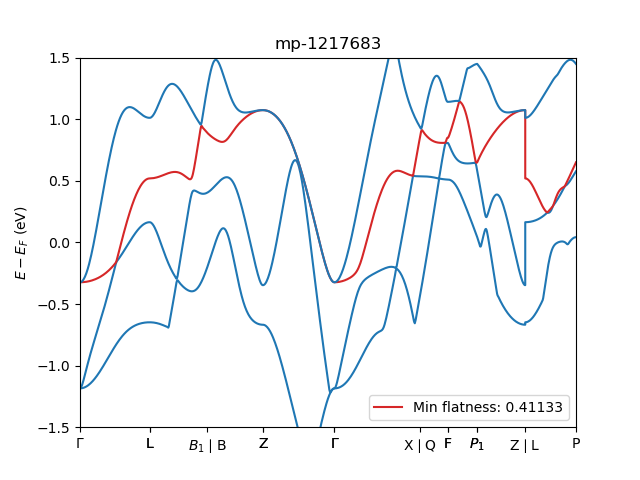 mp-1217683
E − E_F (eV)
1.5
1.0
0.5
0.0
−0.5
−1.0
−1.5
Min flatness: 0.41133
Γ L B₁ | B Z Γ X | Q F P₁ Z | L P